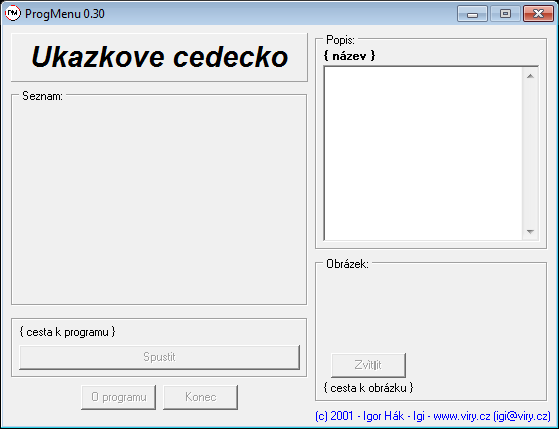 ProgMenu 0.30
Ukazkove cedecko
Seznam:
{ cesta k programu }
Spustit
O programu
Konec
Popis:
{ název }
Obrázek:
Zvìtšit
{ cesta k obrázku }
(c) 2001 - Igor Hák - Igi - www.viry.cz (igi@viry.cz)